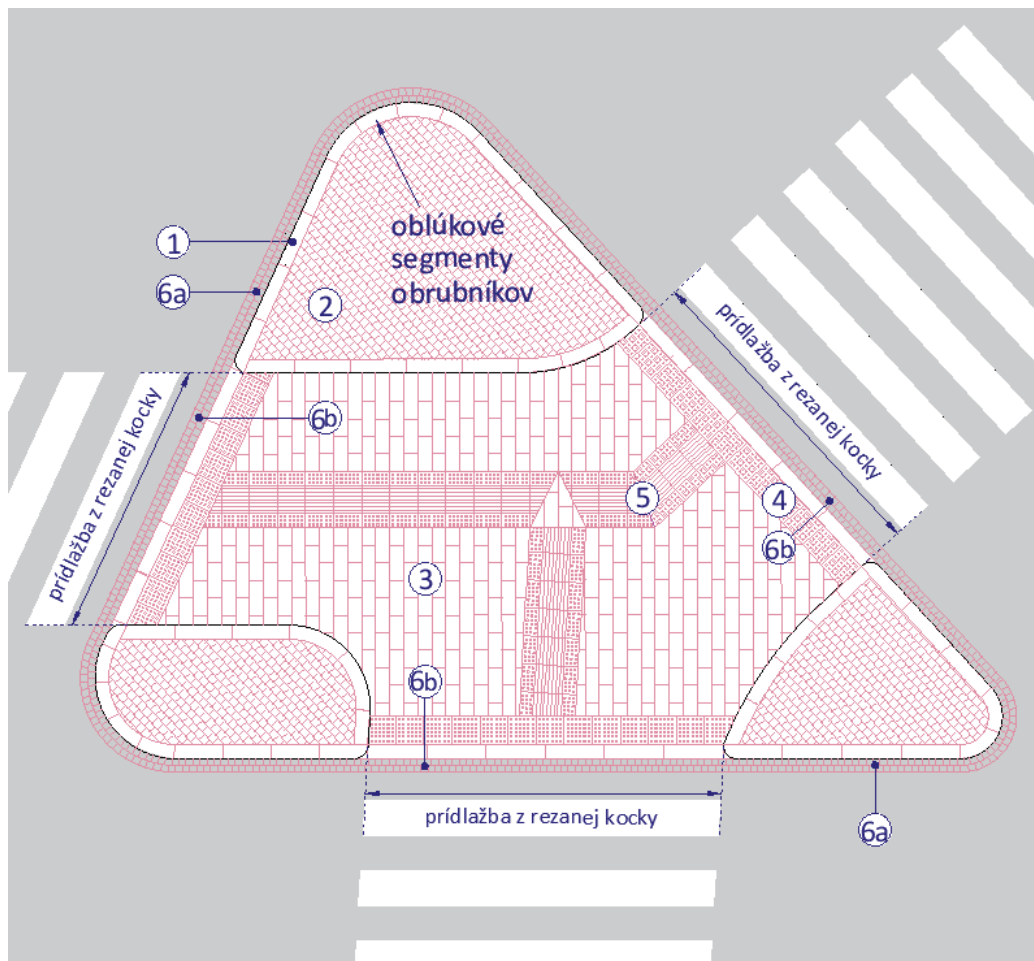 oblúkové
segmenty
obrubníkov
1
6a
2
prídlažba z rezanej kocky
6b
prídlažba z rezanej kocky
5
4
6b
3
6b
prídlažba z rezanej kocky
6a